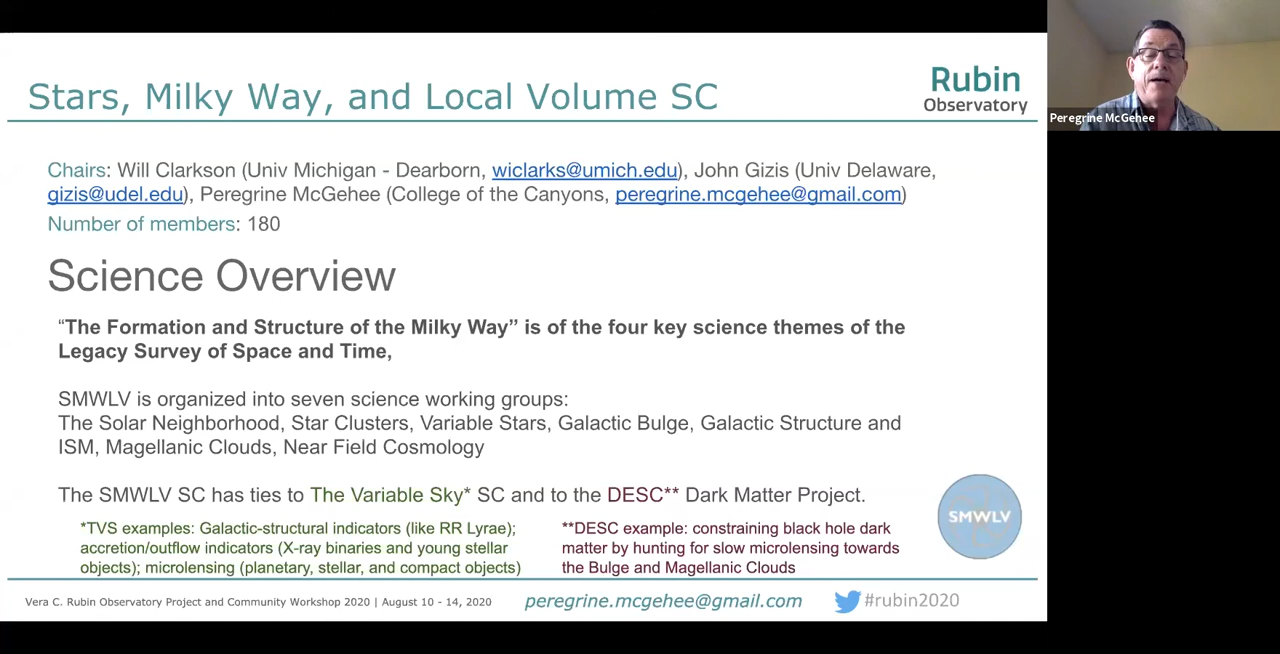 Stars, Milky Way, and Local Volume SC
Rubin
Observatory
Peregrine McGehee
Chairs: Will Clarkson (Univ Michigan - Dearborn, wiclarks@umich.edu), John Gizis (Univ Delaware,
gizis@udel.edu), Peregrine McGehee (College of the Canyons, peregrine.mcgehee@gmail.com)
Number of members: 180
Science Overview
“The Formation and Structure of the Milky Way” is of the four key science themes of the
Legacy Survey of Space and Time,
SMWLV is organized into seven science working groups:
The Solar Neighborhood, Star Clusters, Variable Stars, Galactic Bulge, Galactic Structure and
ISM, Magellanic Clouds, Near Field Cosmology
The SMWLV SC has ties to The Variable Sky* SC and to the DESC** Dark Matter Project.
*TVS examples: Galactic-structural indicators (like RR Lyrae);
accretion/outflow indicators (X-ray binaries and young stellar
objects); microlensing (planetary, stellar, and compact objects)
**DESC example: constraining black hole dark
matter by hunting for slow microlensing towards
the Bulge and Magellanic Clouds
SMWLV
Vera C. Rubin Observatory Project and Community Workshop 2020 | August 10 - 14, 2020
peregrine.mcgehee@gmail.com
#rubin2020